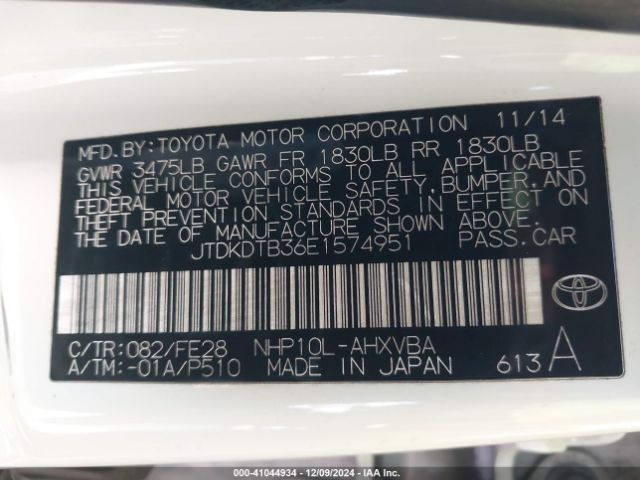 MFD. BY: TOYOTA MOTOR CORPORATION 11/14
GVWR 3475LB GAWR FR 1830LB RR 1830LB
THIS VEHICLE CONFORMS TO ALL APPLICABLE
FEDERAL MOTOR VEHICLE SAFETY, BUMPER, AND
THEFT PREVENTION STANDARDS IN EFFECT ON
THE DATE OF MANUFACTURE SHOWN ABOVE.
JTDKDTB36E1574951 PASS. CAR
C/TR: 082/FE28 NHP10L-AHXVBA
A/TM: -01A/P510 MADE IN JAPAN 613 A
000-41044934 - 12/09/2024 - IAA Inc.